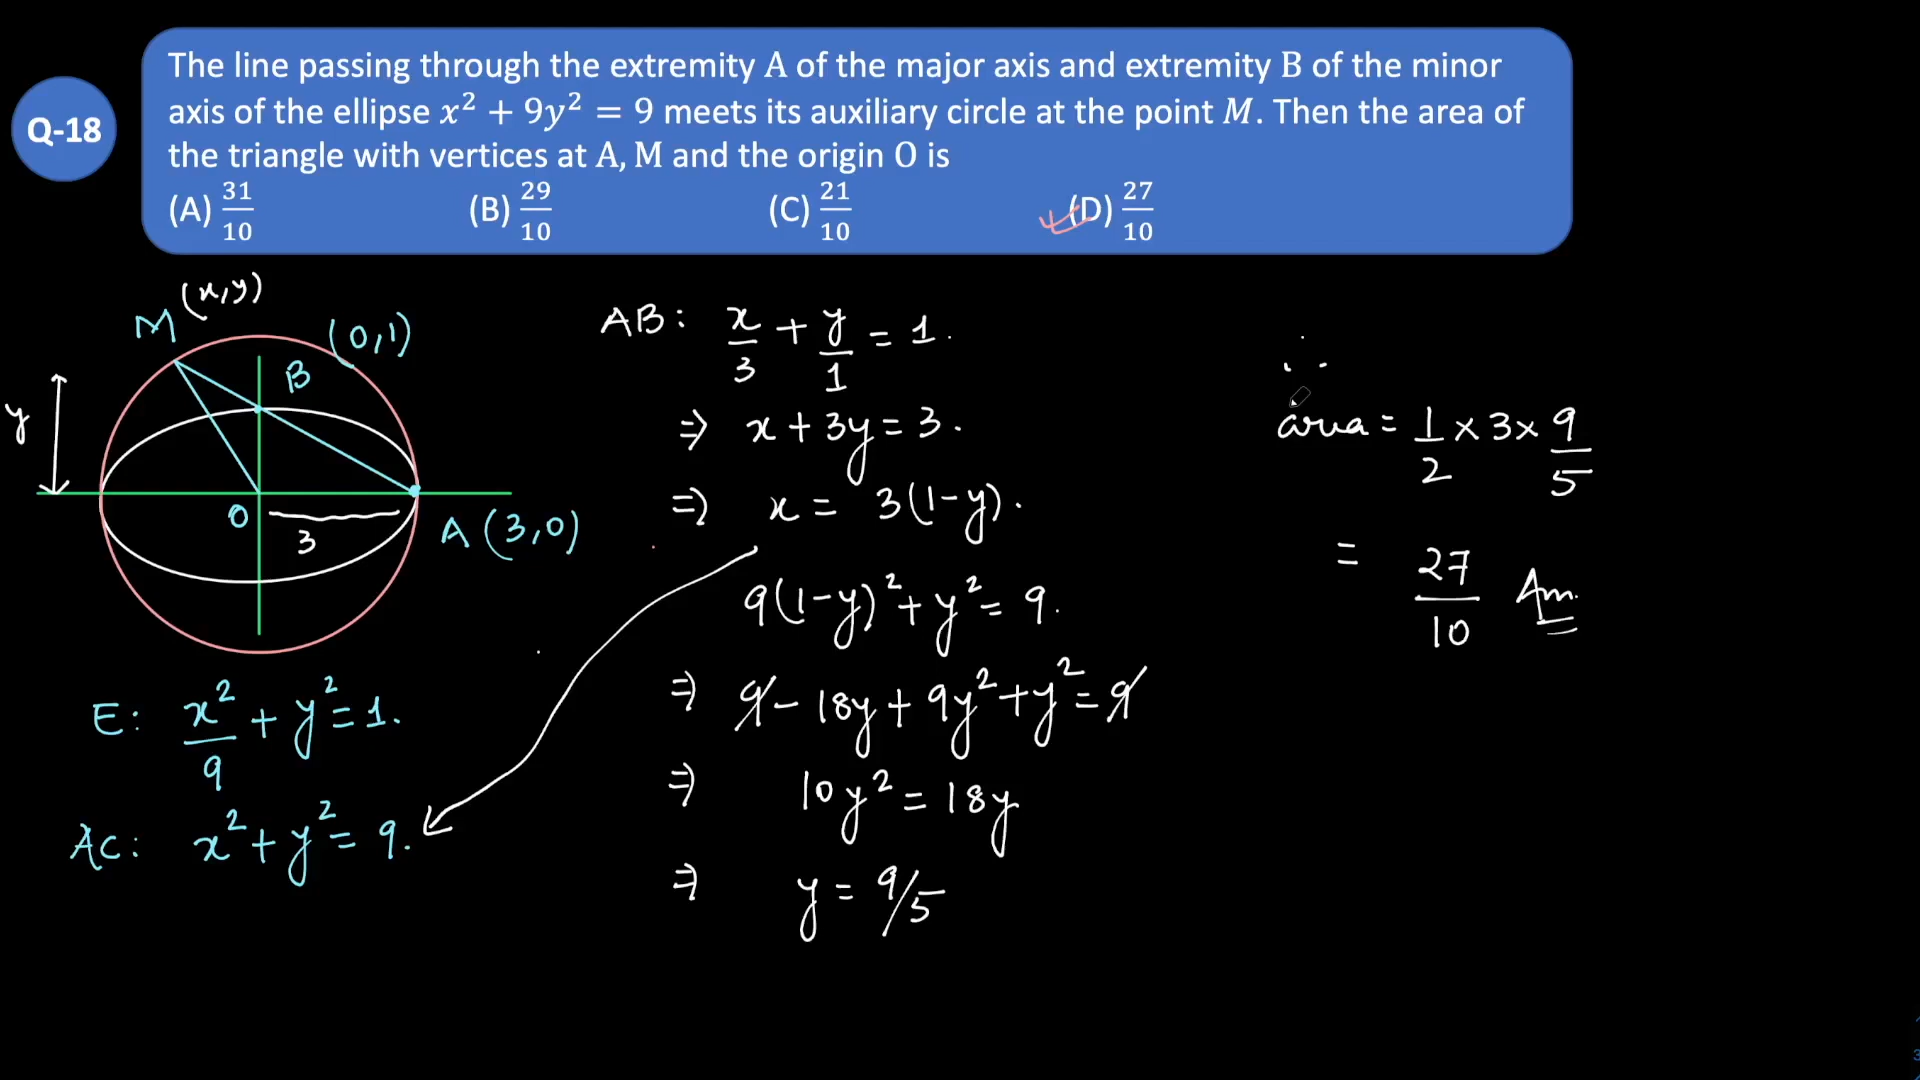 Q-18
The line passing through the extremity A of the major axis and extremity B of the minor
axis of the ellipse x² + 9y² = 9 meets its auxiliary circle at the point M. Then the area of
the triangle with vertices at A, M and the origin O is
(A) 31/10 (B) 29/10 (C) 21/10 (D) 27/10
M (x,y)
(0,1)
B
y
O
3
A (3,0)
E: x²/9 + y² = 1.
AC: x² + y² = 9.
AB: x/3 + y/1 = 1.
⇒ x + 3y = 3.
⇒ x = 3(1-y).
9(1-y)² + y² = 9.
⇒ 9 - 18y + 9y² + y² = 9
⇒ 10y² = 18y
⇒ y = 9/5
∴
area = 1/2 × 3 × 9/5
= 27/10 Ans.